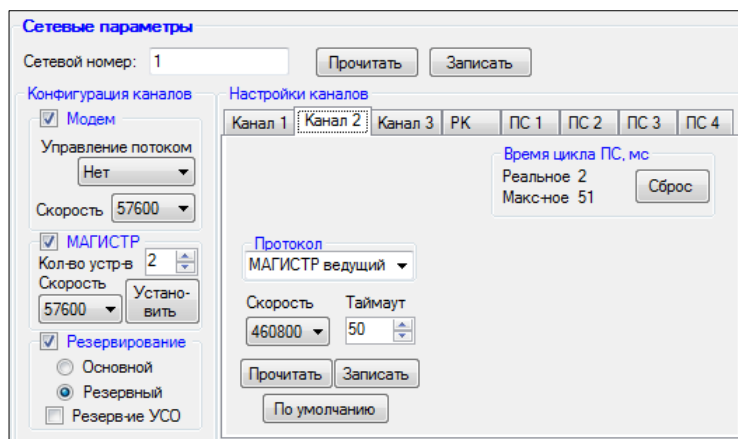 Сетевые параметры
Сетевой номер: 1 Прочитать Записать
Конфигурация каналов
Модем
Управление потоком
Нет
Скорость 57600
МАГИСТР
Кол-во устр-в 2
Скорость
57600
Устано-
вить
Резервирование
Основной
Резервный
Резерв-ие УСО
Настройки каналов
Канал 1 Канал 2 Канал 3 РК ПС 1 ПС 2 ПС 3 ПС 4
Время цикла ПС, мс
Реальное 2
Макс-ное 51
Сброс
Протокол
МАГИСТР ведущий
Скорость Таймаут
460800 50
Прочитать Записать
По умолчанию